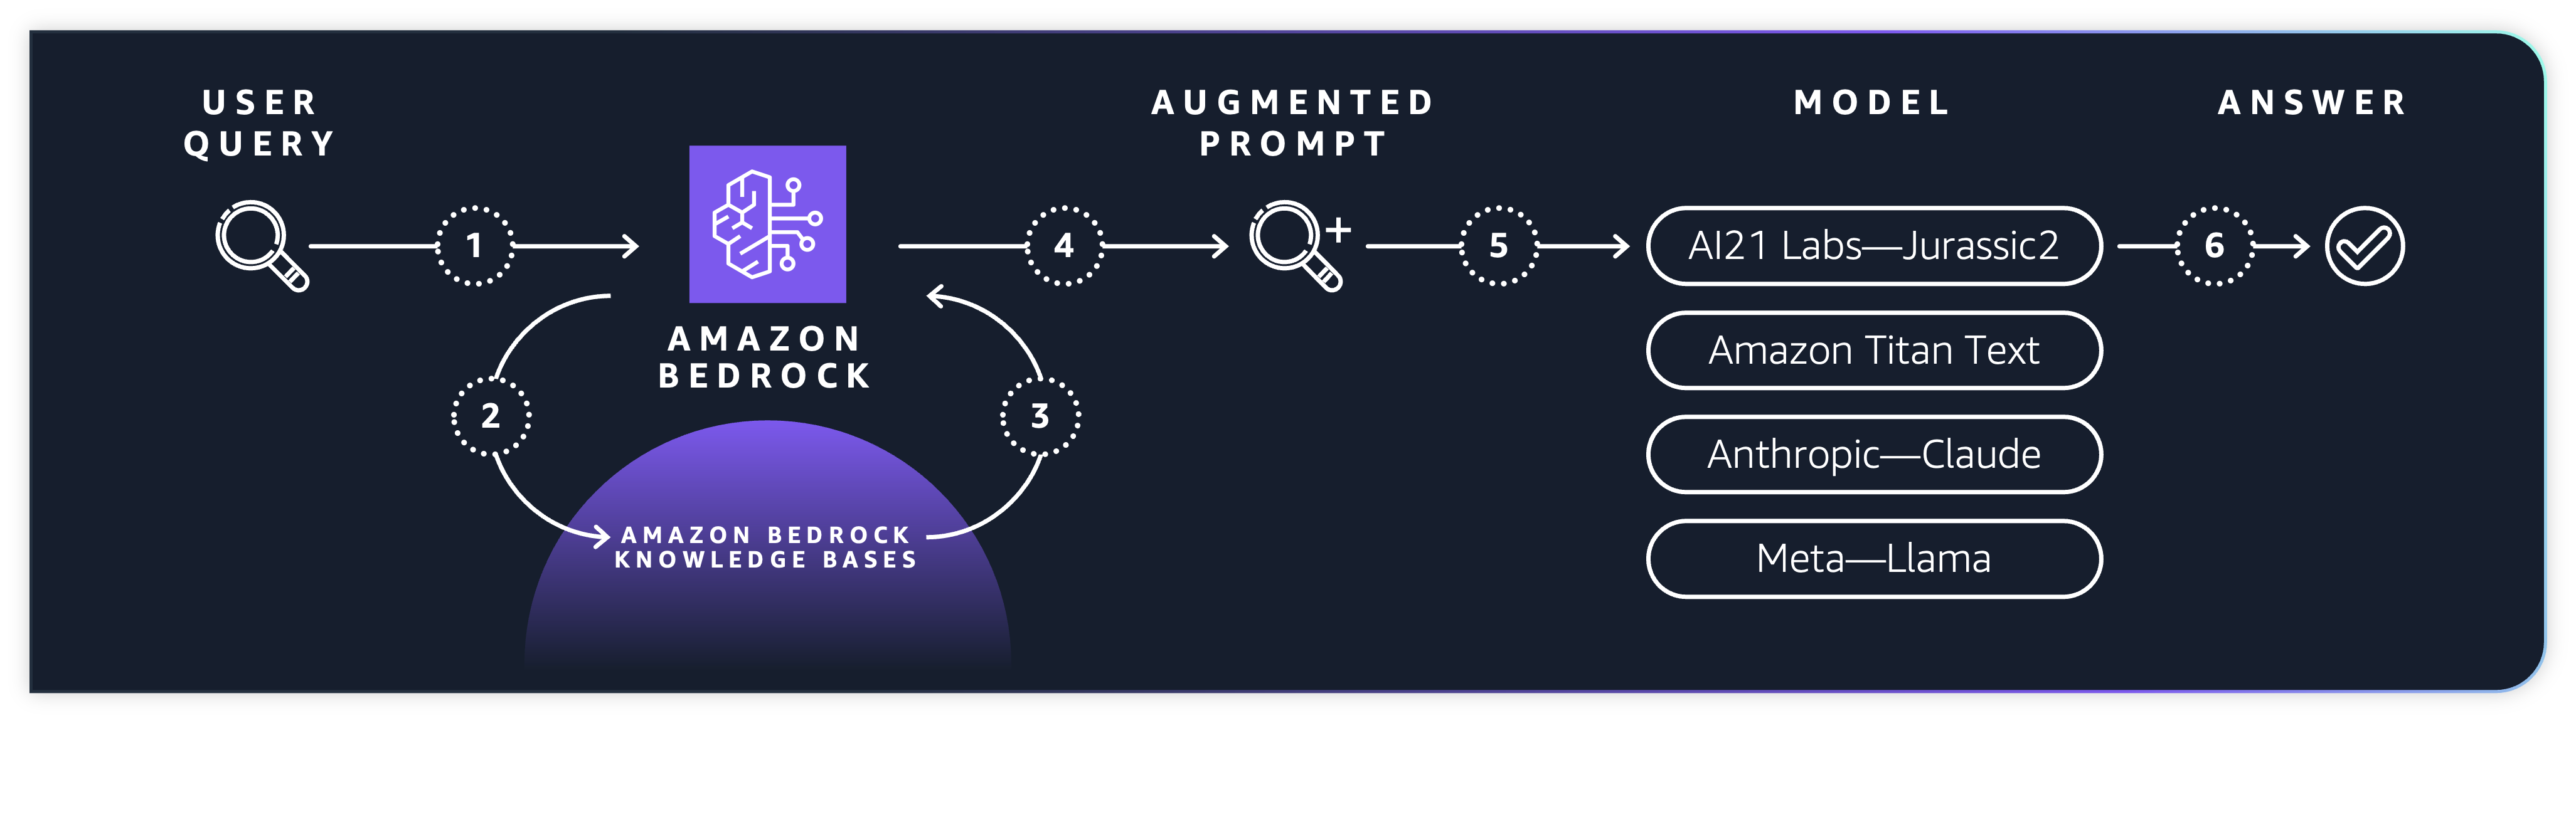 USER
QUERY
1
AMAZON
BEDROCK
2
3
AMAZON BEDROCK
KNOWLEDGE BASES
4
AUGMENTED
PROMPT
5
MODEL
AI21 Labs—Jurassic2
Amazon Titan Text
Anthropic—Claude
Meta—Llama
6
ANSWER